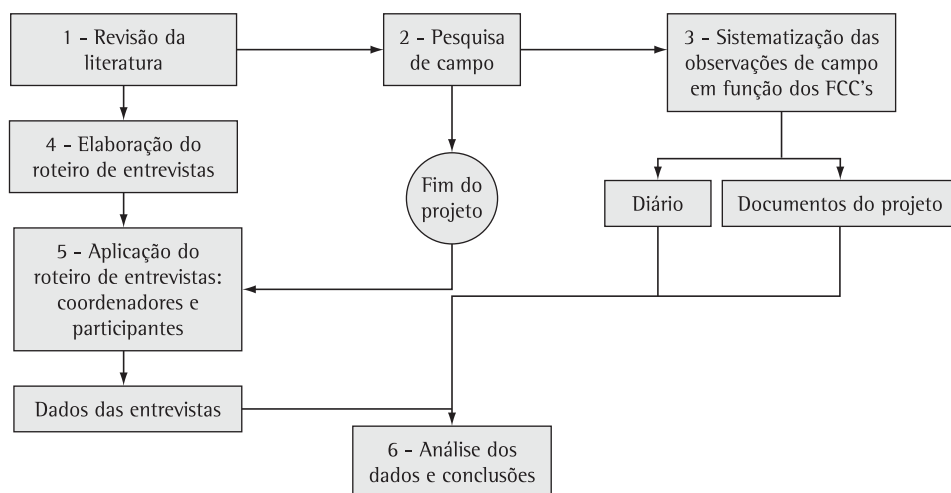 1 - Revisão da
literatura
2 - Pesquisa
de campo
3 - Sistematização das
observações de campo
em função dos FCC's
4 - Elaboração do
roteiro de entrevistas
Fim do
projeto
Diário
Documentos do projeto
5 - Aplicação do
roteiro de entrevistas:
coordenadores e
participantes
Dados das entrevistas
6 - Análise dos
dados e conclusões